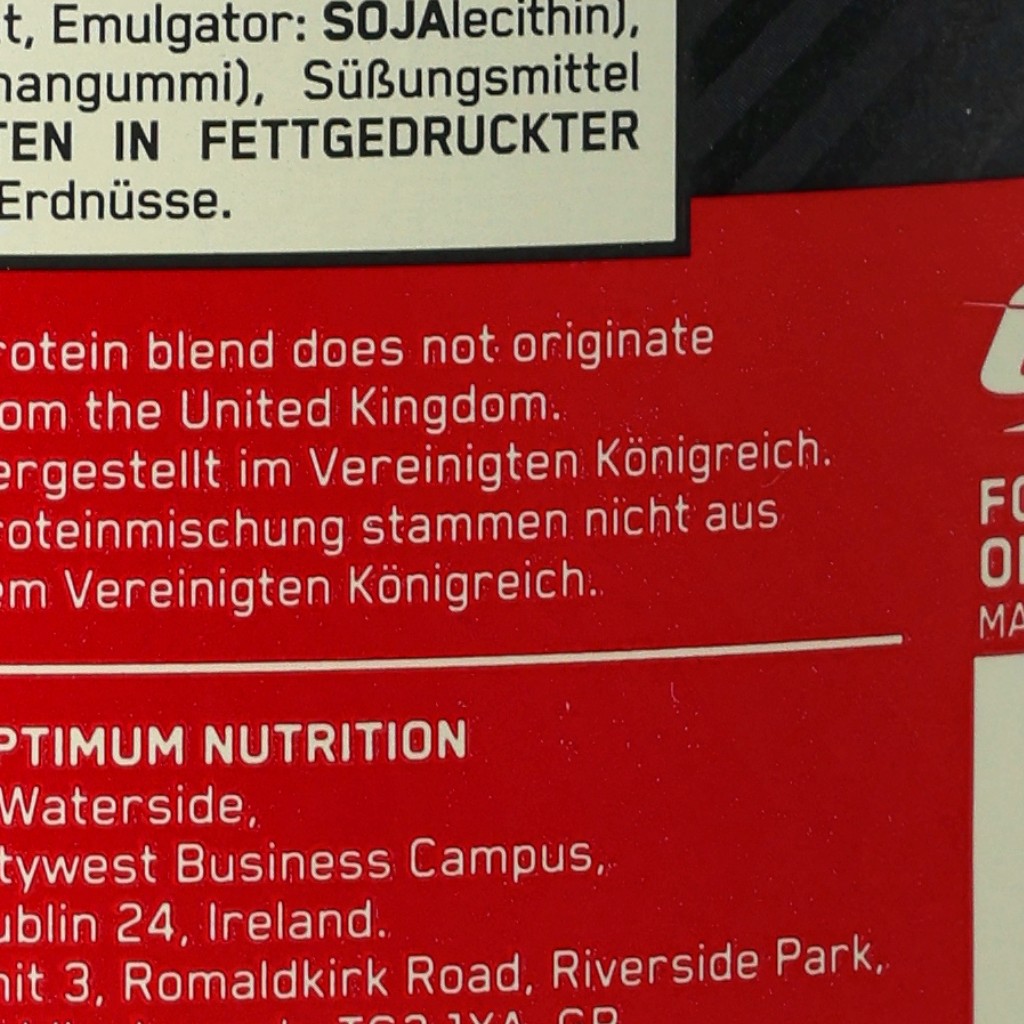 t, Emulgator: SOJAlecithin),
nangummi), Süßungsmittel
TEN IN FETTGEDRUCKTER
Erdnüsse.
rotein blend does not originate
om the United Kingdom.
ergestellt im Vereinigten Königreich.
roteinmischung stammen nicht aus
em Vereinigten Königreich.
PTIMUM NUTRITION
Waterside,
tywest Business Campus,
ublin 24, Ireland.
nit 3, Romaldkirk Road, Riverside Park,
FO
MA